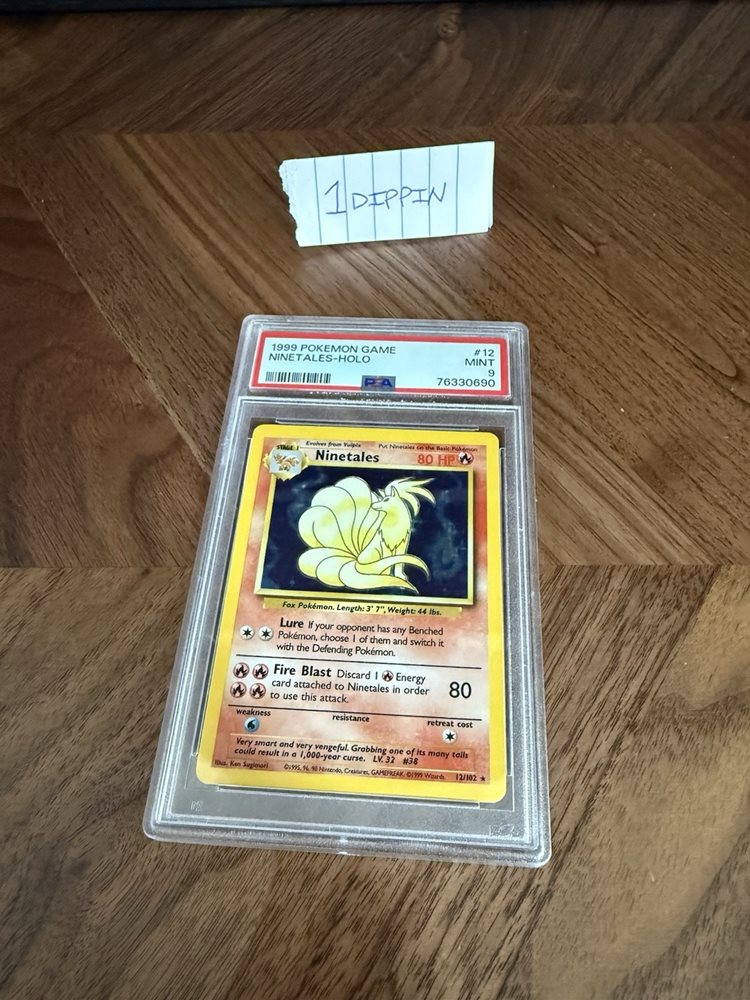 1 DIPPIN
1999 POKEMON GAME #12
NINETALES-HOLO MINT
9
PSA 76330690
STAGE 1 Evolves from Vulpix Put Ninetales on the Basic Pokémon
Ninetales 80 HP
Fox Pokémon. Length: 3' 7", Weight: 44 lbs.
Lure If your opponent has any Benched
Pokémon, choose 1 of them and switch it
with the Defending Pokémon.
Fire Blast Discard 1 Energy
card attached to Ninetales in order
to use this attack.
80
weakness resistance retreat cost
Very smart and very vengeful. Grabbing one of its many tails
could result in a 1,000-year curse. LV. 32 #38
Illus. Ken Sugimori ©1995, 96, 98 Nintendo, Creatures, GAMEFREAK. ©1999 Wizards. 12/102